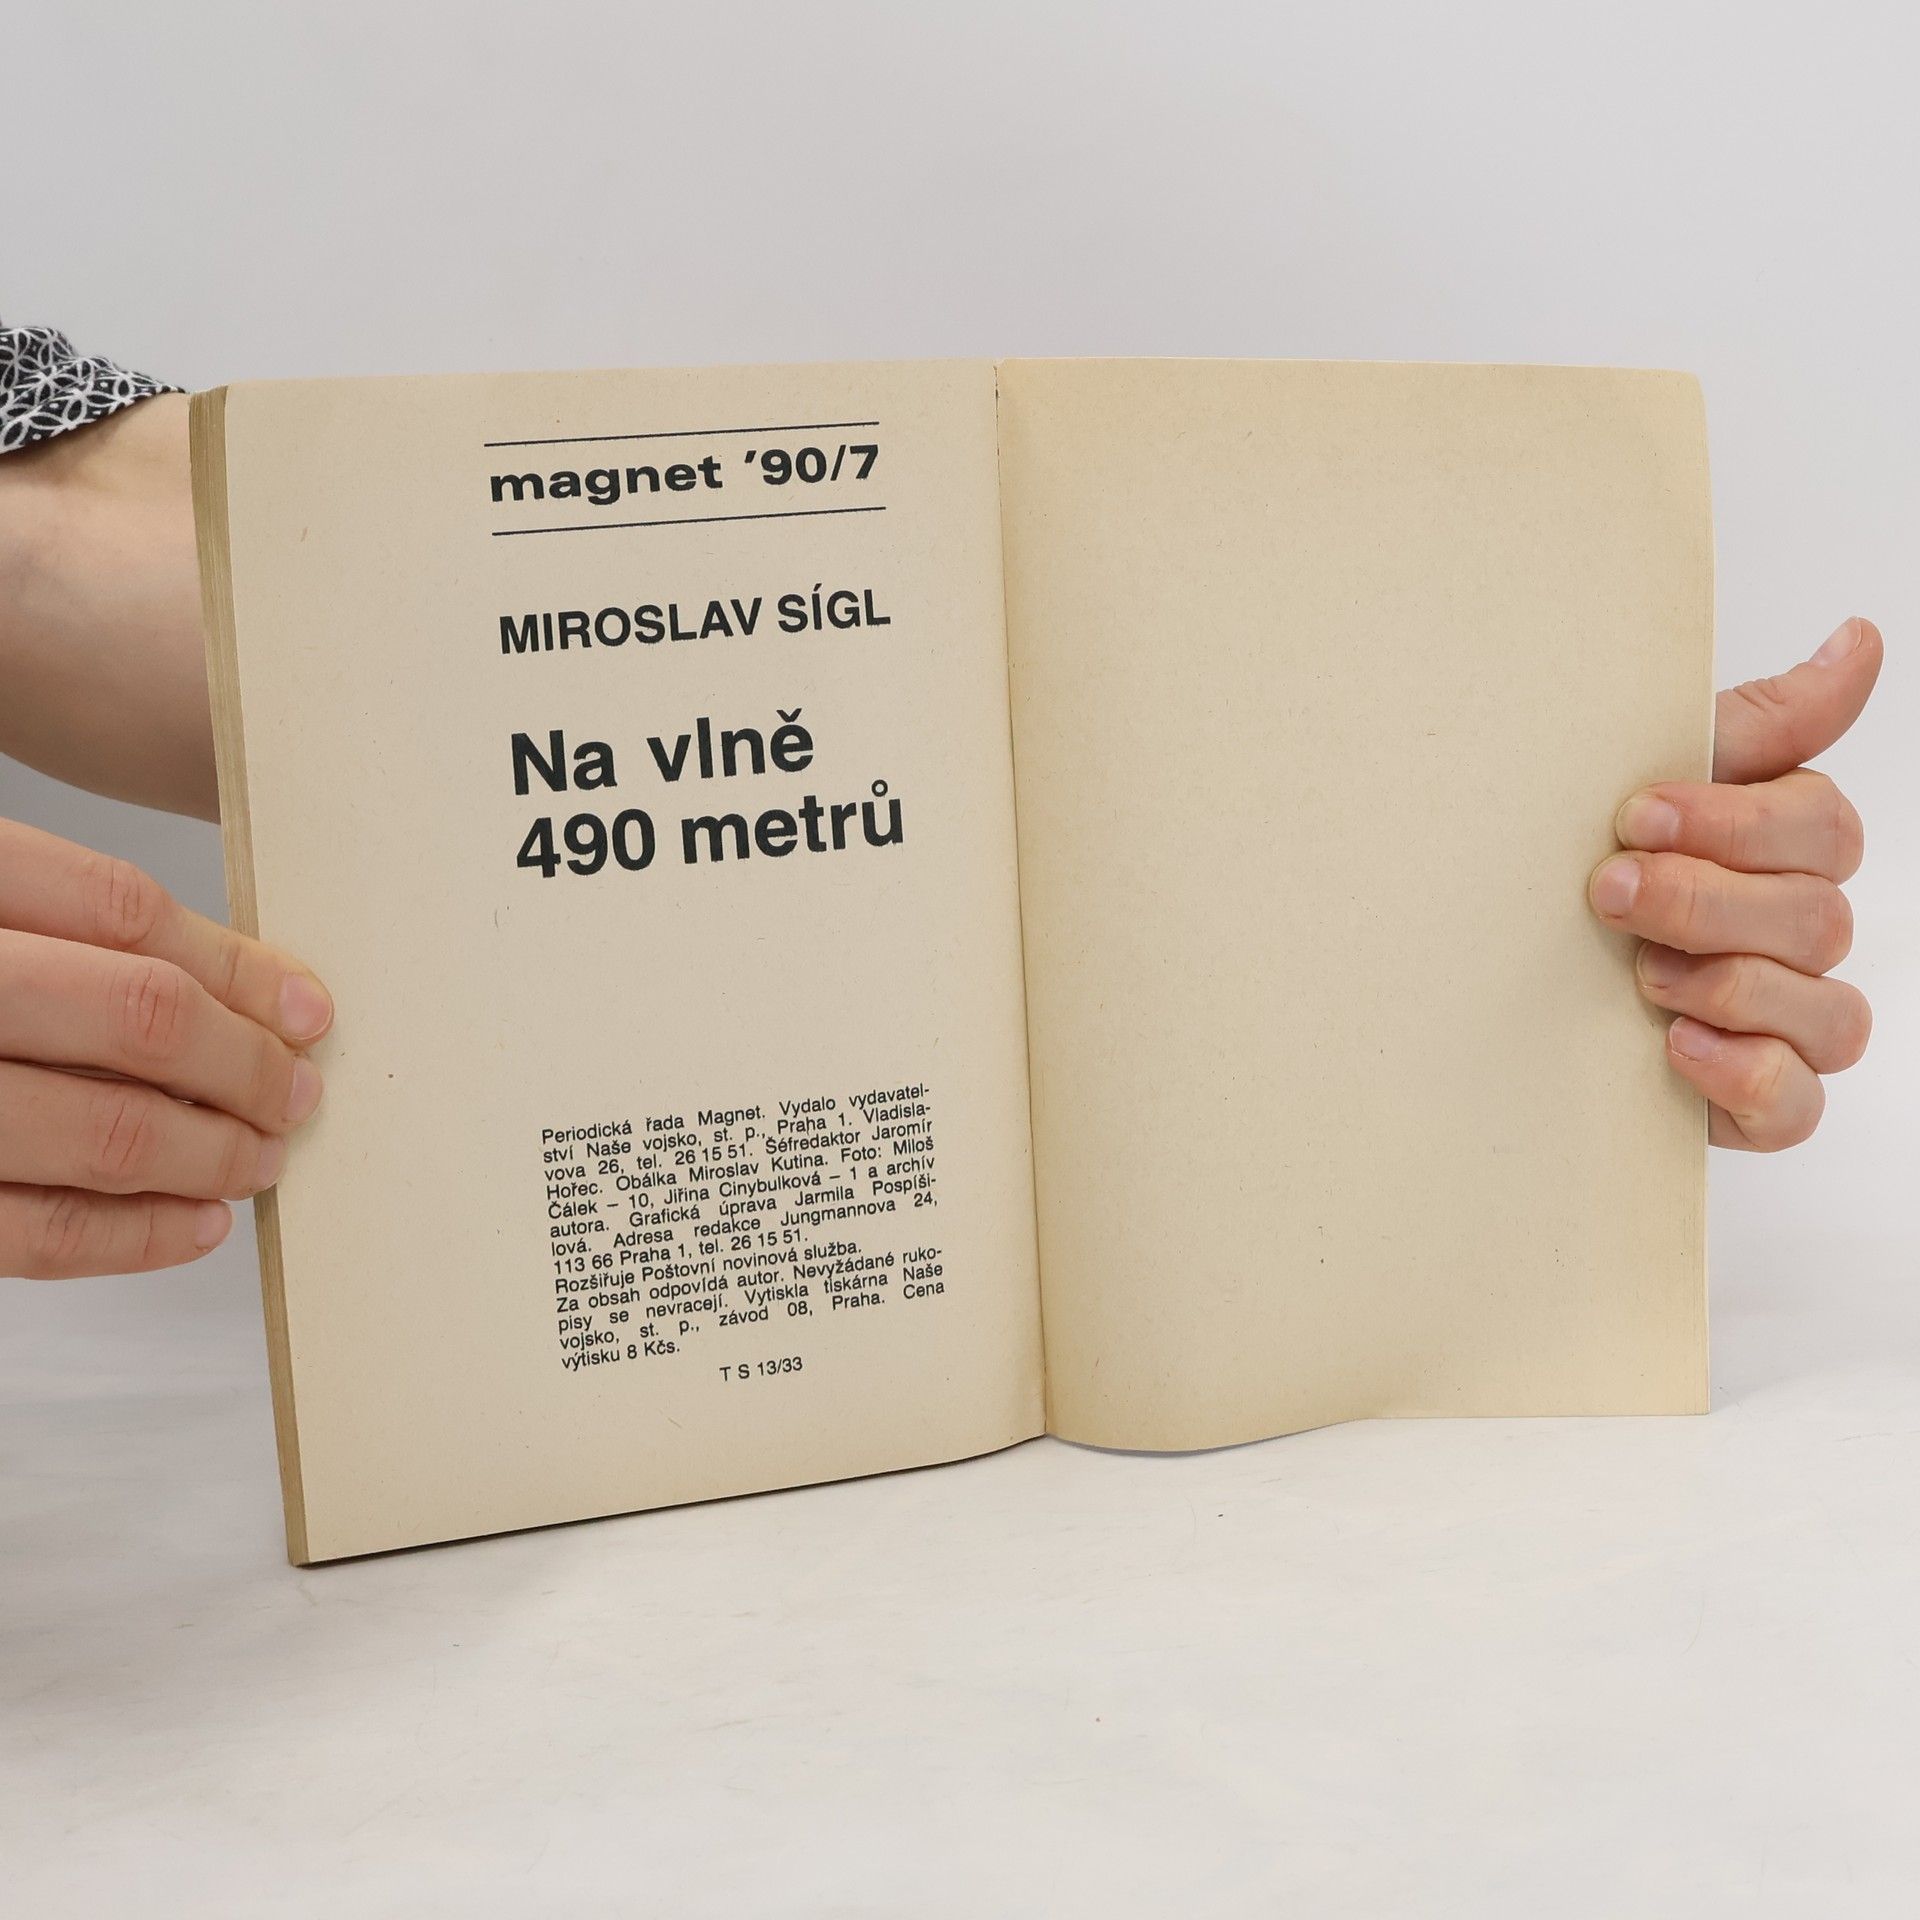 magnet ’90/7
MIROSLAV SÍGL
Na vlně
490 metrů
Periodická řada Magnet. Vydalo vydavatel-
ství Naše vojsko, st. p., Praha 1. Vladisla-
vova 26, tel. 26 15 51. Šéfredaktor Jaromír
Hořec. Obálka Miroslav Kutina. Foto: Miloš
Čálek – 10, Jiřina Cinybulková – 1 a archív
autora. Grafická úprava Jarmila Pospíši-
lová. Adresa redakce Jungmannova 24,
113 66 Praha 1, tel. 26 15 51.
Rozšiřuje Poštovní novinová služba.
Za obsah odpovídá autor. Nevyžádané ruko-
pisy se nevracejí. Vytiskla tiskárna Naše
vojsko, st. p., závod 08, Praha. Cena
výtisku 8 Kčs.
T S 13/33